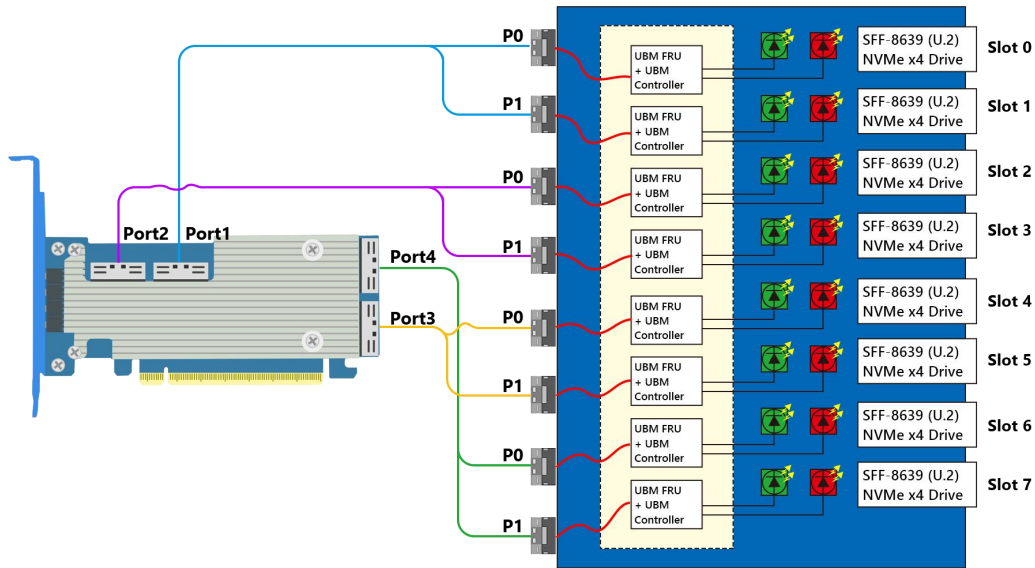 P0
UBM FRU
+ UBM
Controller
SFF-8639 (U.2)
NVMe x4 Drive
Slot 0
P1
UBM FRU
+ UBM
Controller
SFF-8639 (U.2)
NVMe x4 Drive
Slot 1
P0
UBM FRU
+ UBM
Controller
SFF-8639 (U.2)
NVMe x4 Drive
Slot 2
Port2
Port1
P1
UBM FRU
+ UBM
Controller
SFF-8639 (U.2)
NVMe x4 Drive
Slot 3
Port4
Port3
P0
UBM FRU
+ UBM
Controller
SFF-8639 (U.2)
NVMe x4 Drive
Slot 4
P1
UBM FRU
+ UBM
Controller
SFF-8639 (U.2)
NVMe x4 Drive
Slot 5
P0
UBM FRU
+ UBM
Controller
SFF-8639 (U.2)
NVMe x4 Drive
Slot 6
P1
UBM FRU
+ UBM
Controller
SFF-8639 (U.2)
NVMe x4 Drive
Slot 7